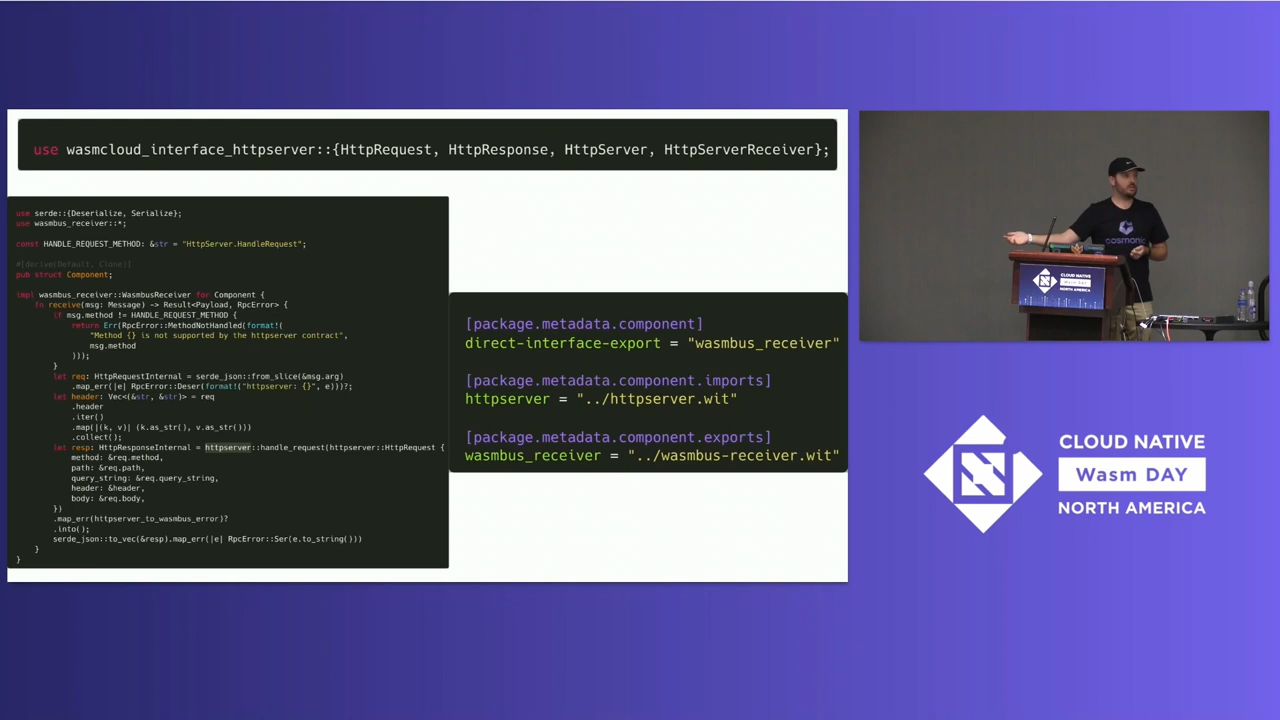 use wasmcloud_interface_httpserver::{HttpRequest, HttpResponse, HttpServer, HttpServerReceiver};
use serde::{Deserialize, Serialize};
use wasmbus_receiver::*;
const HANDLE_REQUEST_METHOD: &str = "HttpServer.HandleRequest";
#[derive(Default, Clone)]
pub struct Component;
impl wasmbus_receiver::WasmbusReceiver for Component {
fn receive(msg: Message) -> Result<Payload, RpcError> {
if msg.method != HANDLE_REQUEST_METHOD {
return Err(RpcError::MethodNotHandled(format!(
"Method {} is not supported by the httpserver contract",
msg.method
)));
}
let req: HttpRequestInternal = serde_json::from_slice(&msg.arg)
.map_err(|e| RpcError::Deser(format!("httpserver: {}", e)))?;
let header: Vec<(&str, &str)> = req
.header
.iter()
.map(|(k, v)| (k.as_str(), v.as_str()))
.collect();
let resp: HttpResponseInternal = httpserver::handle_request(httpserver::HttpRequest {
method: &req.method,
path: &req.path,
query_string: &req.query_string,
header: &header,
body: &req.body,
})
.map_err(httpserver_to_wasmbus_error)?
.into();
serde_json::to_vec(&resp).map_err(|e| RpcError::Ser(e.to_string()))
}
}
[package.metadata.component]
direct-interface-export = "wasmbus_receiver"
[package.metadata.component.imports]
httpserver = "../httpserver.wit"
[package.metadata.component.exports]
wasmbus_receiver = "../wasmbus-receiver.wit"
cosmonic
CLOUD NATIVE
Wasm DAY
NORTH AMERICA
CLOUD NATIVE
Wasm DAY
NORTH AMERICA